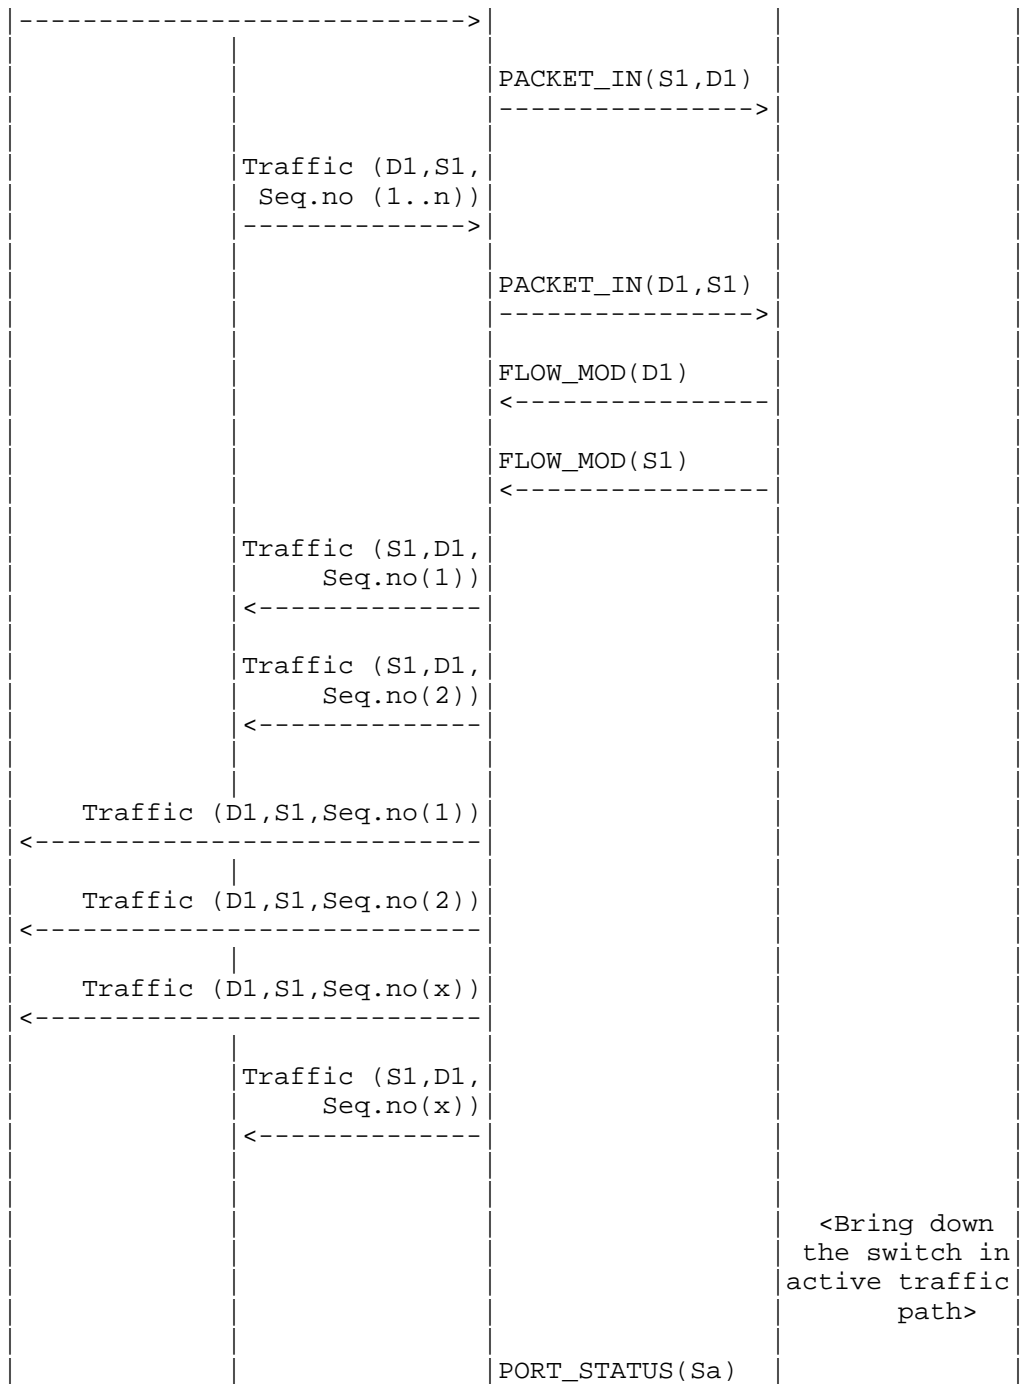 |---------------------------->|
PACKET_IN(S1,D1)
---------------->
Traffic (D1,S1,
Seq.no (1..n))
-------------->
PACKET_IN(D1,S1)
---------------->
FLOW_MOD(D1)
<----------------
FLOW_MOD(S1)
<----------------
Traffic (S1,D1,
Seq.no(1))
<--------------
Traffic (S1,D1,
Seq.no(2))
<--------------
Traffic (D1,S1,Seq.no(1))
<----------------------------
Traffic (D1,S1,Seq.no(2))
<----------------------------
Traffic (D1,S1,Seq.no(x))
<----------------------------
Traffic (S1,D1,
Seq.no(x))
<--------------
<Bring down
the switch in
active traffic
path>
PORT_STATUS(Sa)